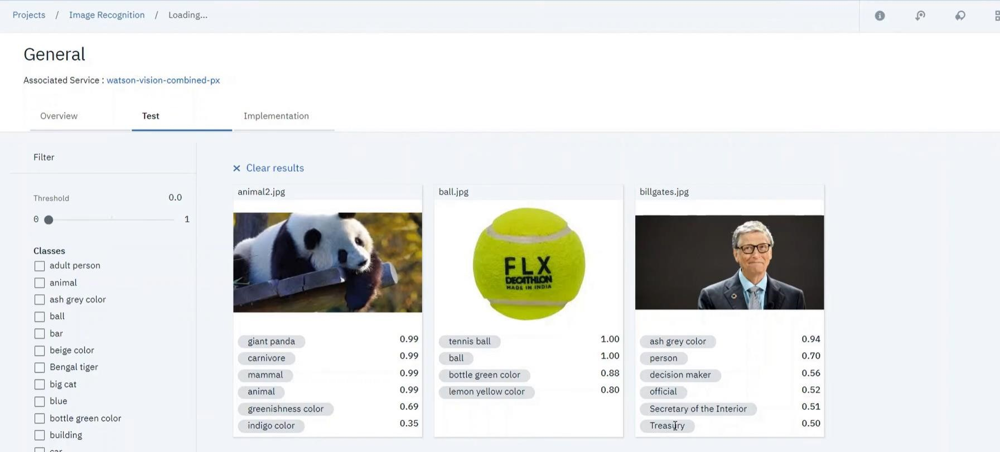 Projects / Image Recognition / Loading...
General
Associated Service : watson-vision-combined-px
Overview Test Implementation
Filter
Threshold 0.0
0 1
Classes
adult person
animal
ash grey color
ball
bar
beige color
Bengal tiger
big cat
blue
bottle green color
building
car
× Clear results
animal2.jpg
giant panda 0.99
carnivore 0.99
mammal 0.99
animal 0.99
greenishness color 0.69
indigo color 0.35
ball.jpg
FLX
DECATHLON
MADE IN INDIA
tennis ball 1.00
ball 1.00
bottle green color 0.88
lemon yellow color 0.80
billgates.jpg
ash grey color 0.94
person 0.70
decision maker 0.56
official 0.52
Secretary of the Interior 0.51
Treasury 0.50